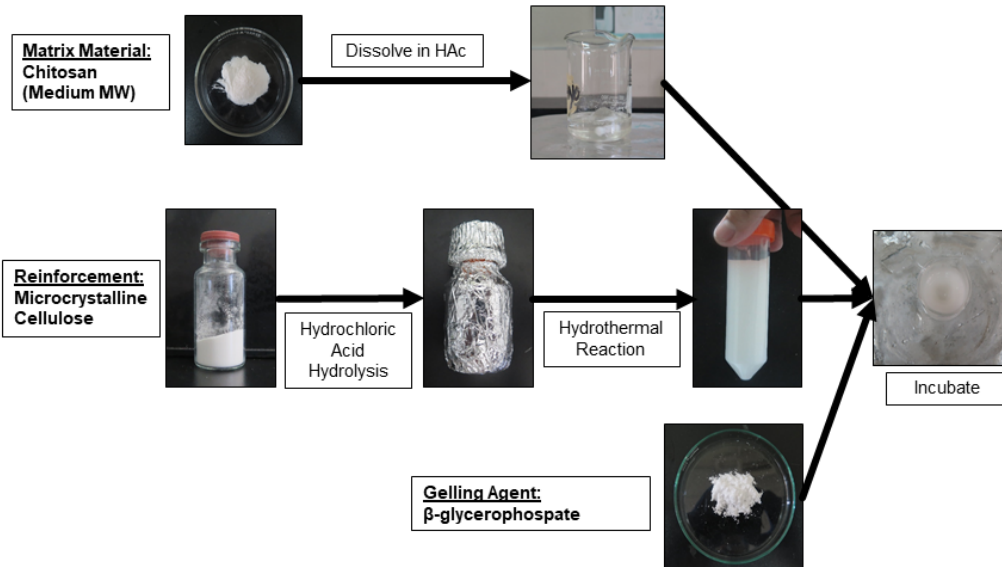 Matrix Material:
Chitosan
(Medium MW)
Dissolve in HAc
Reinforcement:
Microcrystalline
Cellulose
Hydrochloric
Acid
Hydrolysis
Hydrothermal
Reaction
Incubate
Gelling Agent:
β-glycerophospate